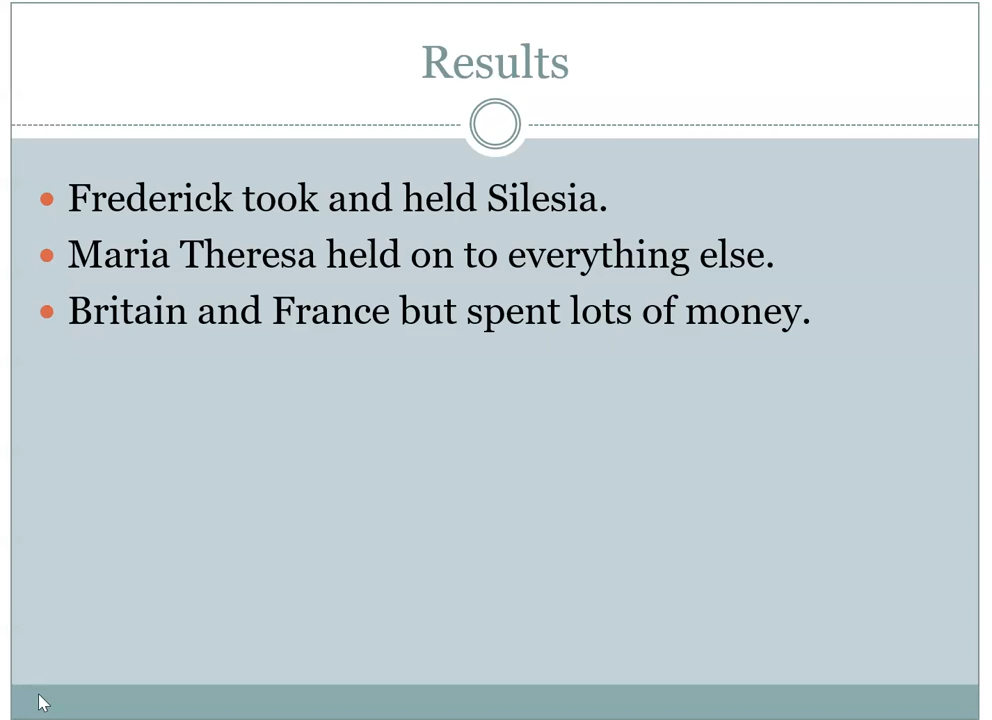 Results
• Frederick took and held Silesia.
• Maria Theresa held on to everything else.
• Britain and France but spent lots of money.